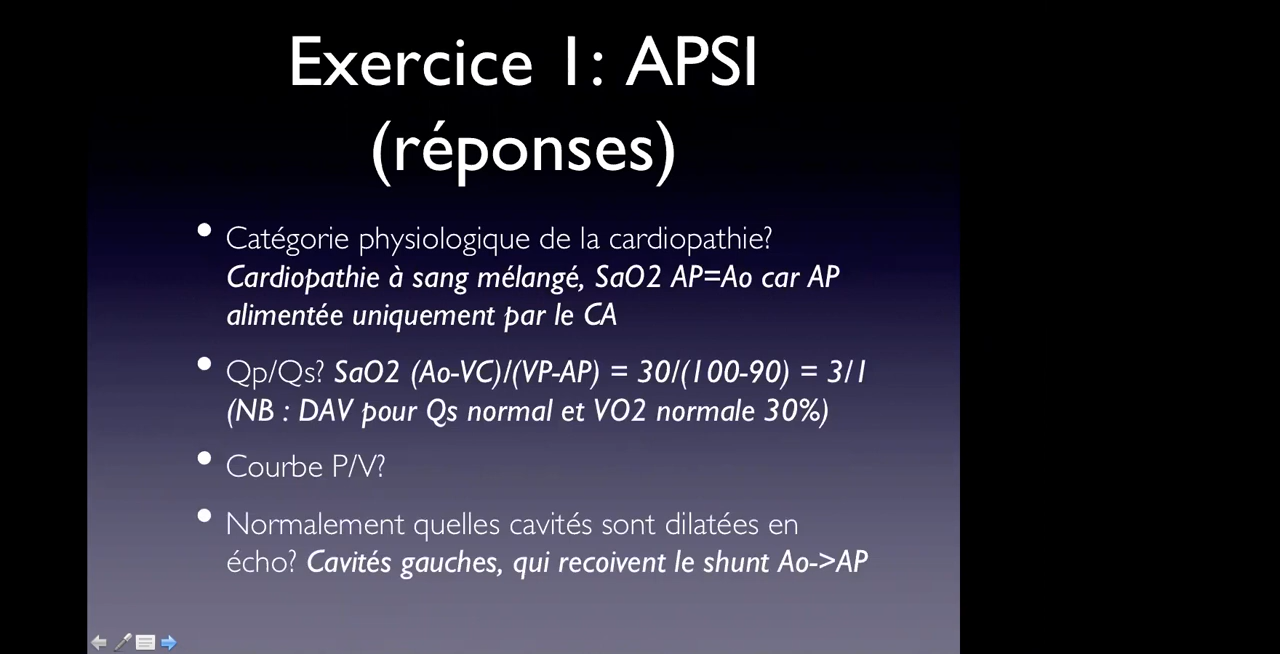 Exercice 1: APSI
(réponses)
• Catégorie physiologique de la cardiopathie?
Cardiopathie à sang mélangé, SaO2 AP=Ao car AP
alimentée uniquement par le CA
• Qp/Qs? SaO2 (Ao-VC)/(VP-AP) = 30/(100-90) = 3/1
(NB : DAV pour Qs normal et VO2 normale 30%)
• Courbe P/V?
• Normalement quelles cavités sont dilatées en
écho? Cavités gauches, qui recoivent le shunt Ao->AP